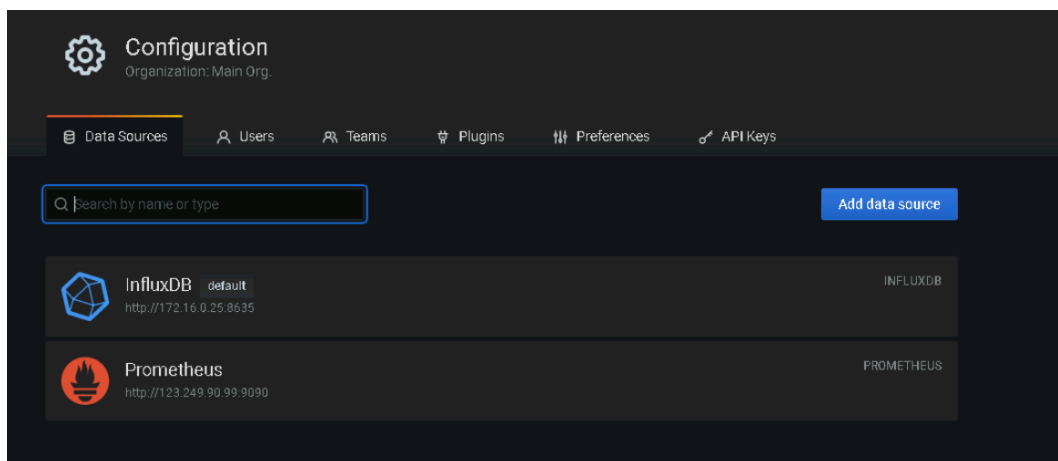 Configuration
Organization: Main Org.
Data Sources Users Teams Plugins Preferences API Keys
Search by name or type
Add data source
InfluxDB default INFLUXDB
http://172.16.0.25:8635
Prometheus PROMETHEUS
http://123.249.90.99:9090